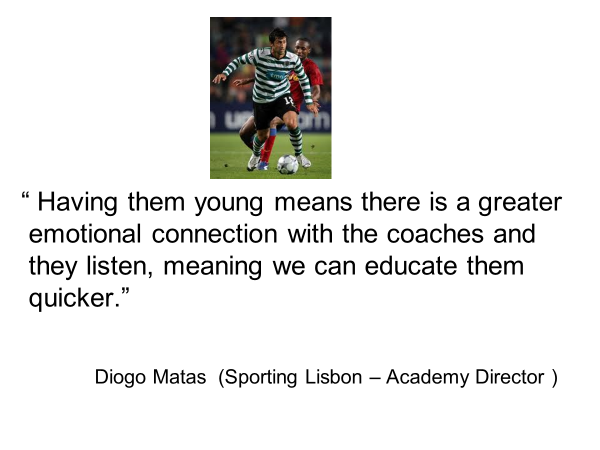 “ Having them young means there is a greater
emotional connection with the coaches and
they listen, meaning we can educate them
quicker.”
Diogo Matas (Sporting Lisbon – Academy Director )